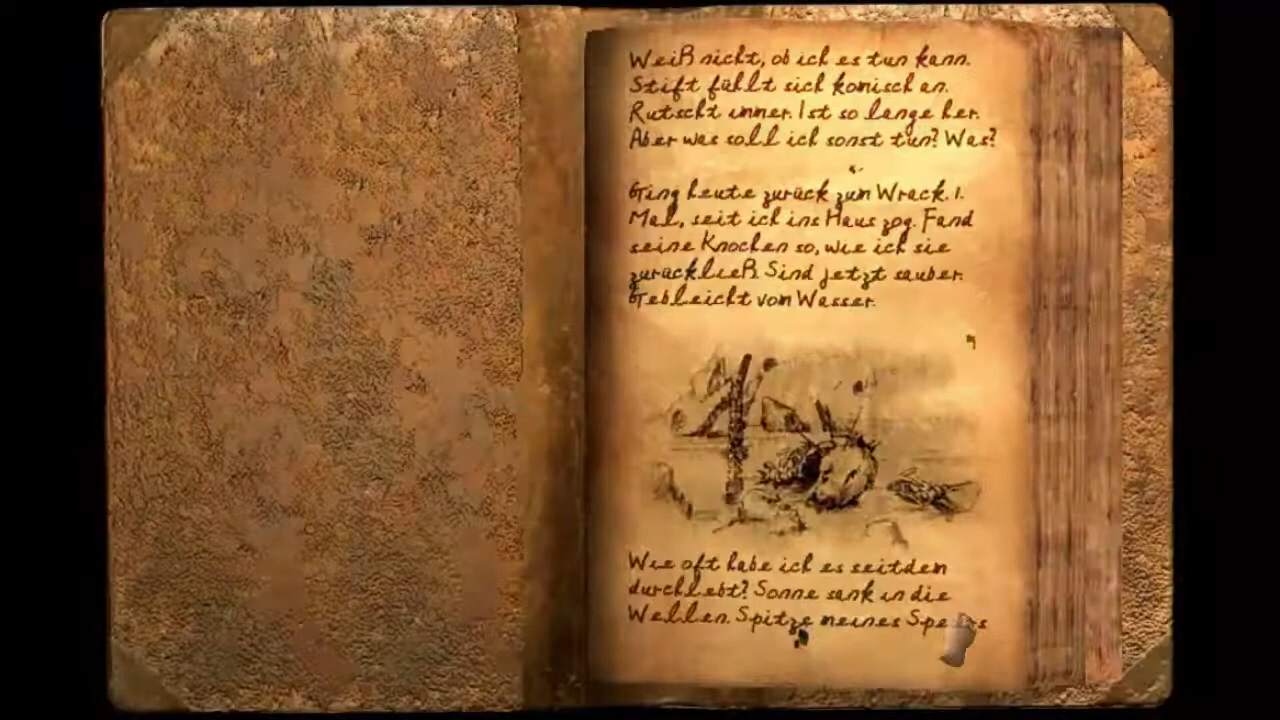 Weiß nicht, ob ich es tun kann.
Stift fühlt sich komisch an.
Rutscht immer. Ist so lange her.
Aber was soll ich sonst tun? Was?
Ging heute zurück zum Wrack. 1.
Mal, seit ich ins Haus zog. Fand
seine Knochen so, wie ich sie
zurückließ. Sind jetzt sauber.
Gebleicht vom Wasser.
Wie oft habe ich es seitdem
durchlebt? Sonne sank in die
Wellen. Spitze meines